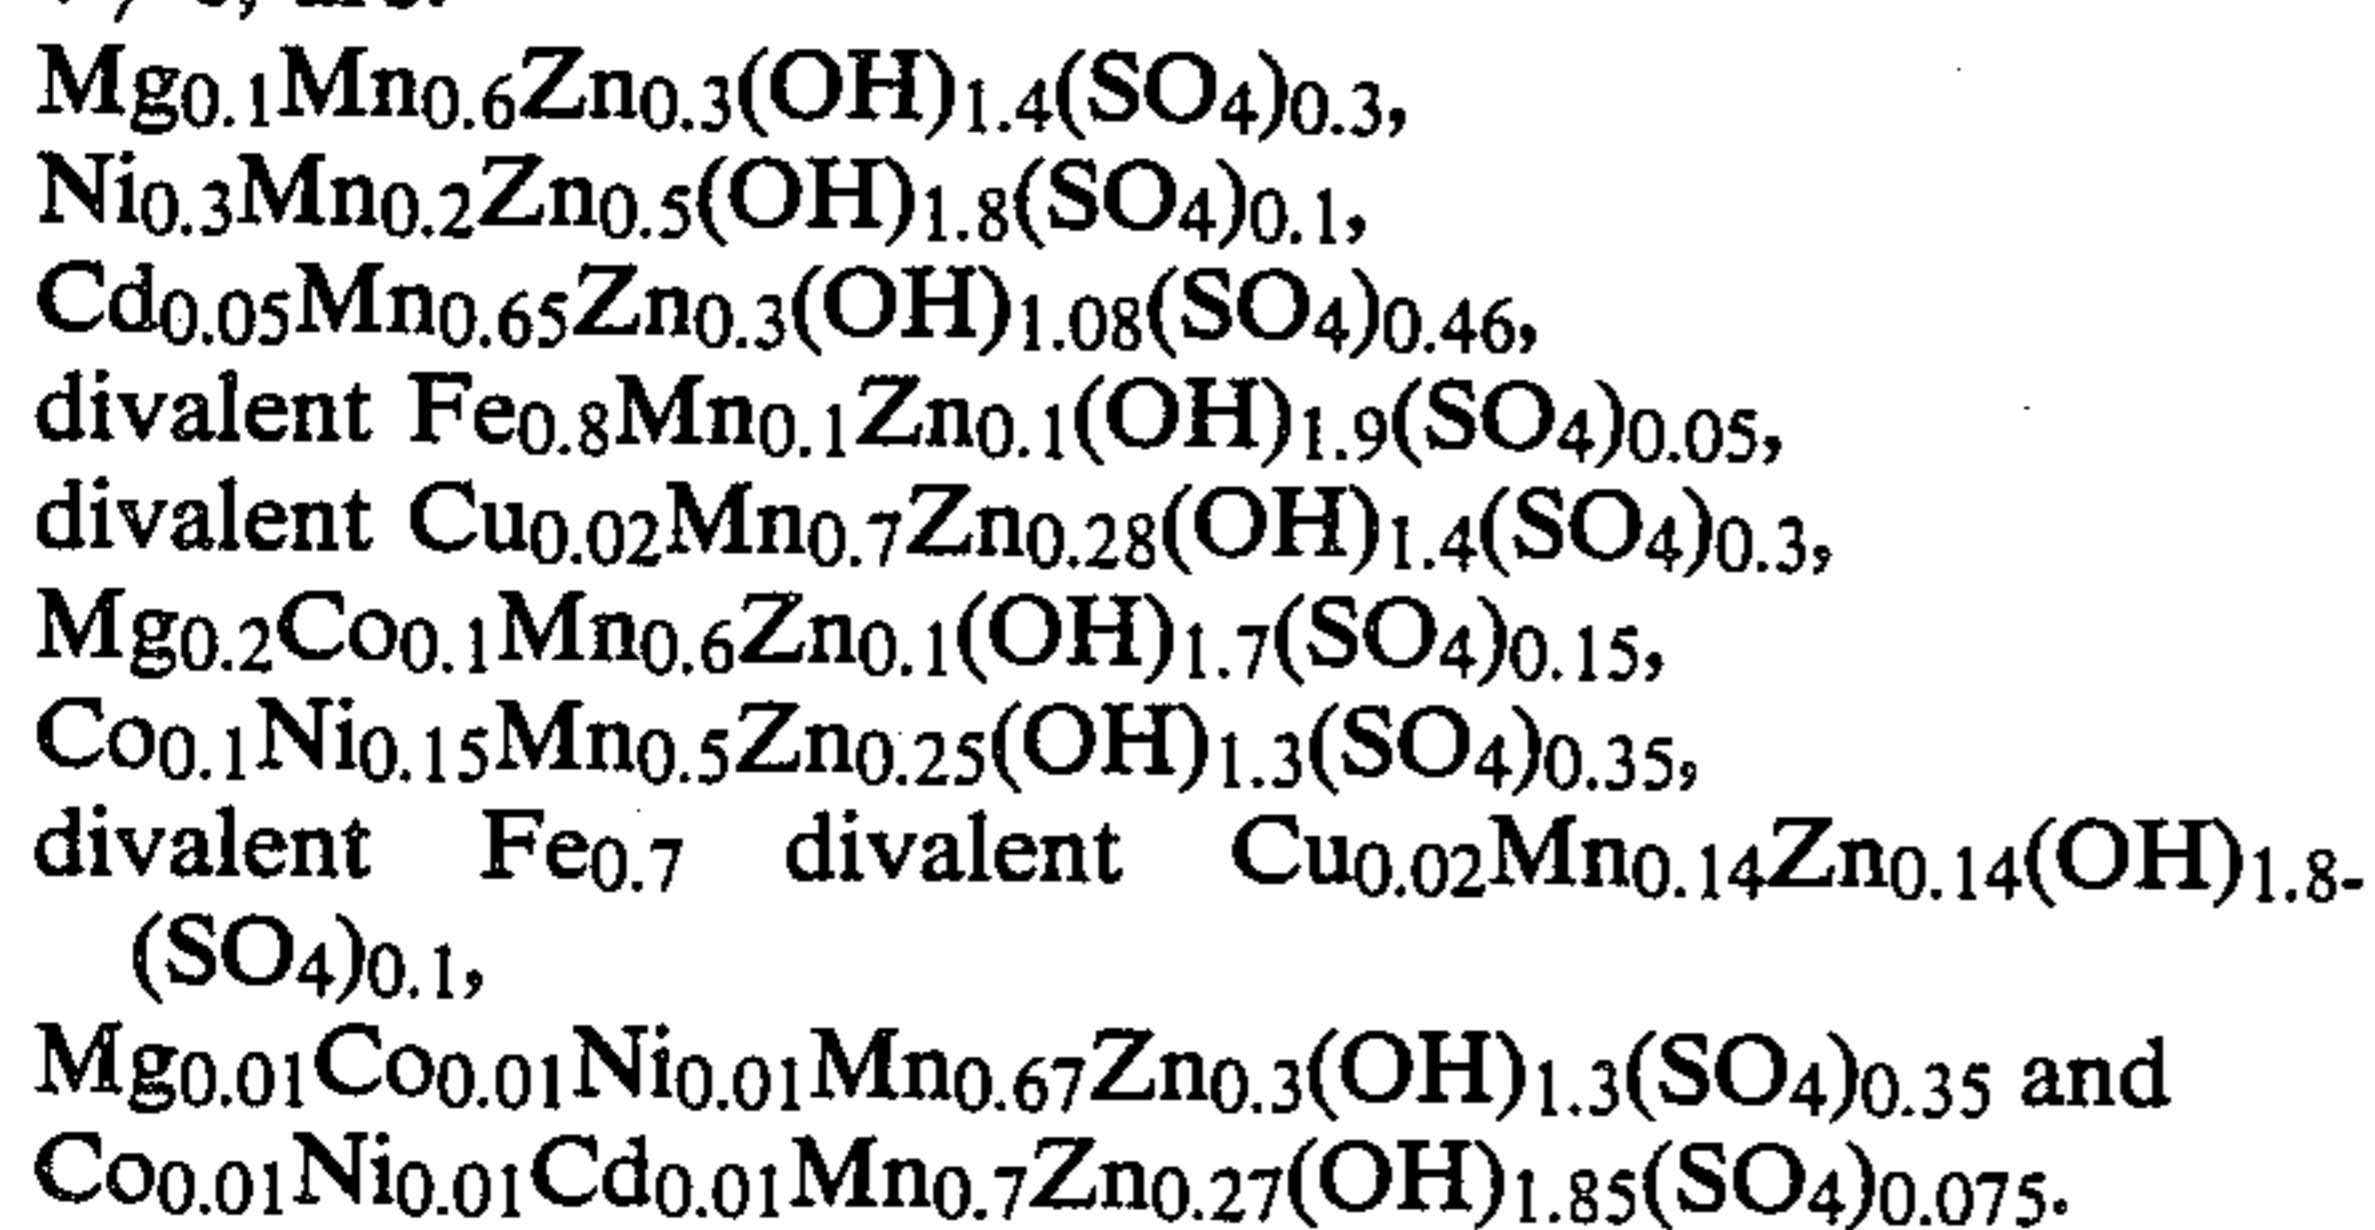 Mg0.1Mn0.6Zn0.3(OH)1.4(SO4)0.3,
Ni0.3Mn0.2Zn0.5(OH)1.8(SO4)0.1,
Cd0.05Mn0.65Zn0.3(OH)1.08(SO4)0.46,
divalent Fe0.8Mn0.1Zn0.1(OH)1.9(SO4)0.05,
divalent Cu0.02Mn0.7Zn0.28(OH)1.4(SO4)0.3,
Mg0.2Co0.1Mn0.6Zn0.1(OH)1.7(SO4)0.15,
Co0.1Ni0.15Mn0.5Zn0.25(OH)1.3(SO4)0.35,
divalent Fe0.7 divalent Cu0.02Mn0.14Zn0.14(OH)1.8-
(SO4)0.1,
Mg0.01Co0.01Ni0.01Mn0.67Zn0.3(OH)1.3(SO4)0.35 and
Co0.01Ni0.01Cd0.01Mn0.7Zn0.27(OH)1.85(SO4)0.075.